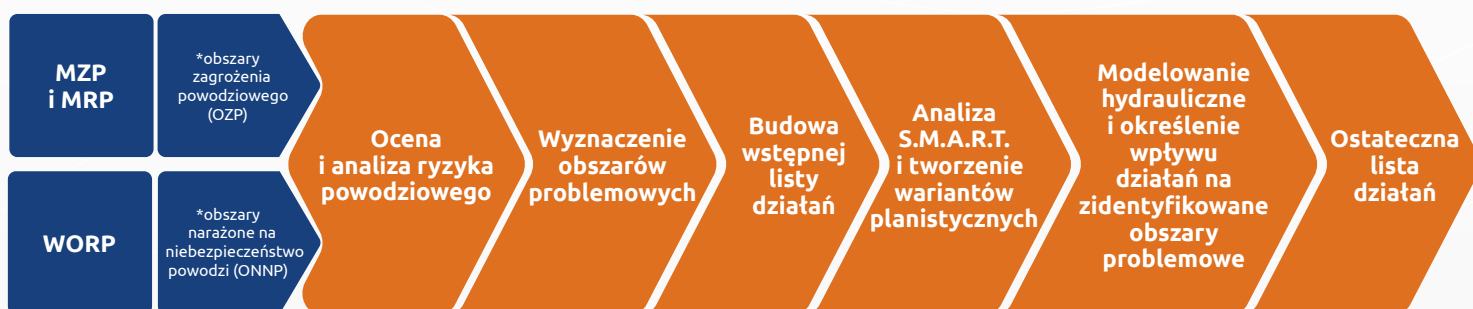 MZP
i MRP
*obszary
zagrożenia
powodziowego
(OZP)
WORP
*obszary
narażone na
niebezpieczeństwo
powodzi (ONNP)
Ocena
i analiza ryzyka
powodziowego
Wyznaczenie
obszarów
problemowych
Budowa
wstępnej
listy
działań
Analiza
S.M.A.R.T.
i tworzenie
wariantów
planistycznych
Modelowanie
hydrauliczne
i określenie
wpływu
działań na
zidentyfikowane
obszary
problemowe
Ostateczna
lista
działań